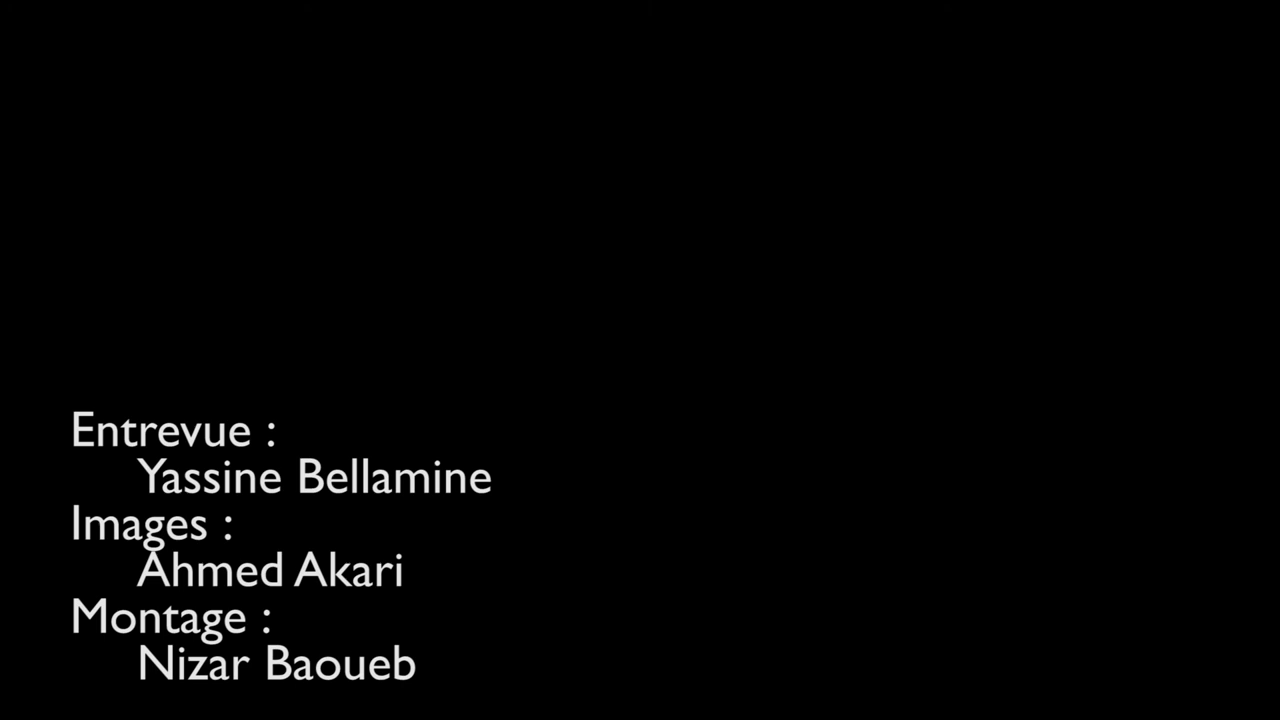 Entrevue :
Yassine Bellamine
Images :
Ahmed Akari
Montage :
Nizar Baoueb